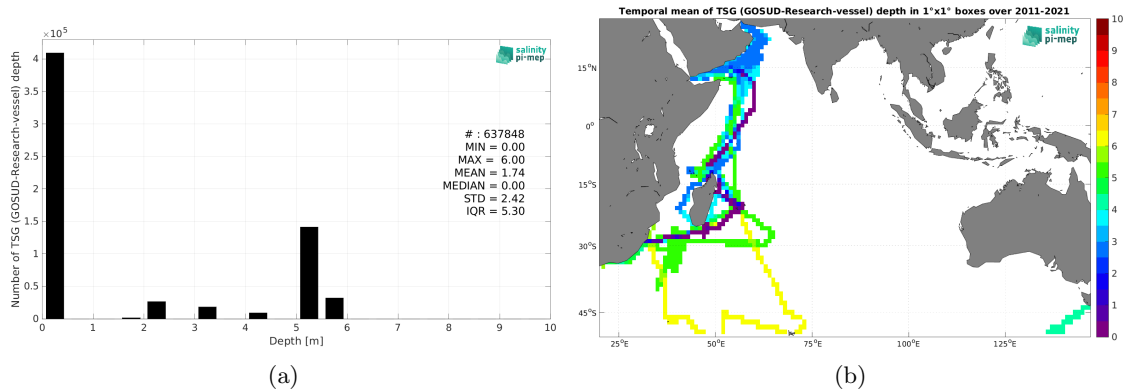 ×10⁵
4
3.5
3
2.5
2
1.5
1
0.5
0
Number of TSG (GOSUD-Research-vessel) depth
salinity
pi-mep
# : 637848
MIN = 0.00
MAX = 6.00
MEAN = 1.74
MEDIAN = 0.00
STD = 2.42
IQR = 5.30
0 1 2 3 4 5 6 7 8 9 10
Depth [m]
(a)
Temporal mean of TSG (GOSUD-Research-vessel) depth in 1°x1° boxes over 2011-2021
salinity
pi-mep
15°N
0°
15°S
30°S
45°S
25°E 50°E 75°E 100°E 125°E
10
9
8
7
6
5
4
3
2
1
0
(b)